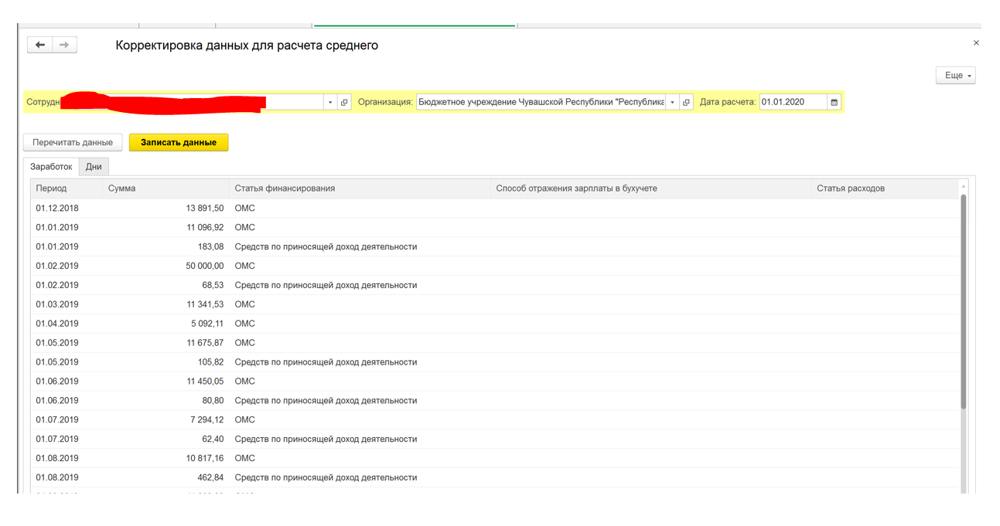 Корректировка данных для расчета среднего
Еще
Сотрудн Организация: Бюджетное учреждение Чувашской Республики "Республика Дата расчета: 01.01.2020
Перечитать данные Записать данные
Заработок Дни
Период Сумма Статья финансирования Способ отражения зарплаты в бухучете Статья расходов
01.12.2018 13 891,50 ОМС
01.01.2019 11 096,92 ОМС
01.01.2019 183,08 Средств по приносящей доход деятельности
01.02.2019 50 000,00 ОМС
01.02.2019 68,53 Средств по приносящей доход деятельности
01.03.2019 11 341,53 ОМС
01.04.2019 5 092,11 ОМС
01.05.2019 11 675,87 ОМС
01.05.2019 105,82 Средств по приносящей доход деятельности
01.06.2019 11 450,05 ОМС
01.06.2019 80,80 Средств по приносящей доход деятельности
01.07.2019 7 294,12 ОМС
01.07.2019 62,40 Средств по приносящей доход деятельности
01.08.2019 10 817,16 ОМС
01.08.2019 462,84 Средств по приносящей доход деятельности